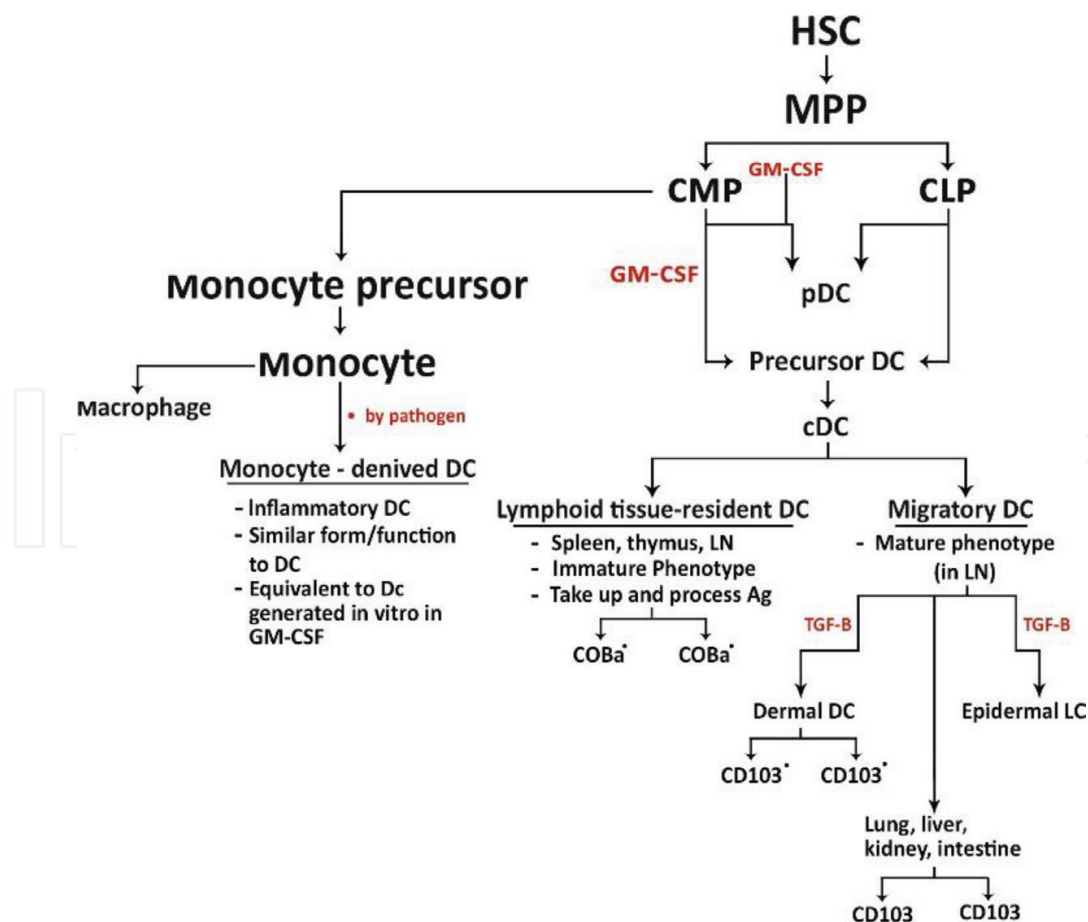 HSC
MPP
GM-CSF
CMP
CLP
GM-CSF
pDC
Monocyte precursor
Monocyte
Precursor DC
Macrophage
• by pathogen
cDC
Monocyte - denived DC
- Inflammatory DC
- Similar form/function
to DC
- Equivalent to Dc
generated in vitro in
GM-CSF
Lymphoid tissue-resident DC
- Spleen, thymus, LN
- Immature Phenotype
- Take up and process Ag
COBa•
COBa•
Migratory DC
- Mature phenotype
(in LN)
TGF-B
TGF-B
Dermal DC
Epidermal LC
CD103•
CD103•
Lung, liver,
kidney, intestine
CD103
CD103